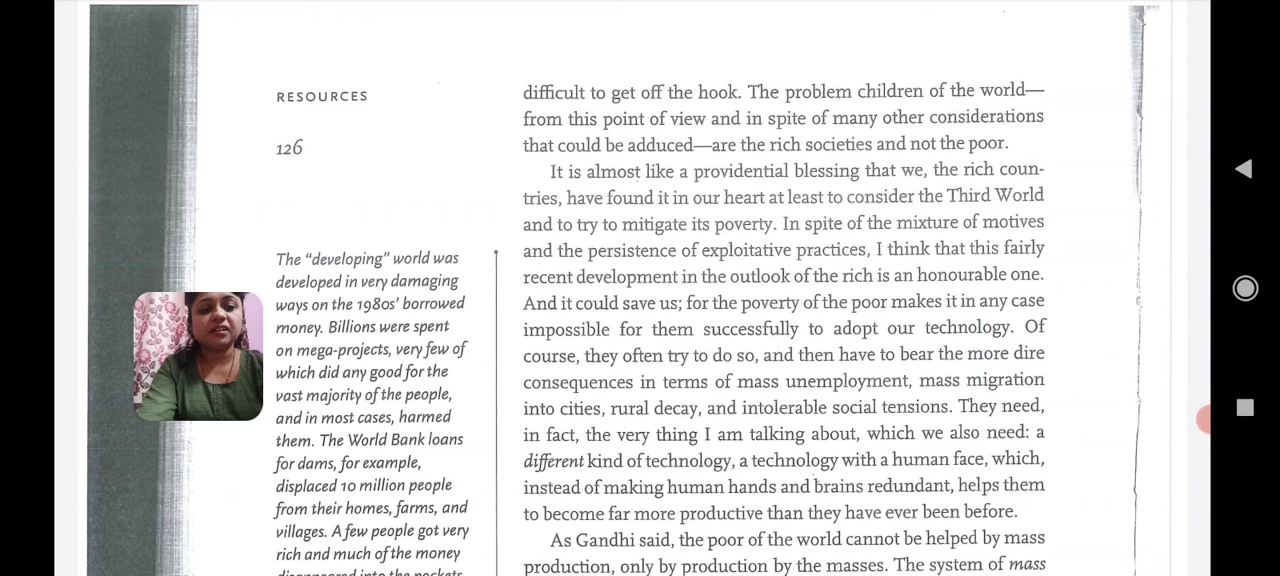 RESOURCES
126
The “developing” world was
developed in very damaging
ways on the 1980s' borrowed
money. Billions were spent
on mega-projects, very few of
which did any good for the
vast majority of the people,
and in most cases, harmed
them. The World Bank loans
for dams, for example,
displaced 10 million people
from their homes, farms, and
villages. A few people got very
rich and much of the money
disappeared into the pockets
difficult to get off the hook. The problem children of the world—
from this point of view and in spite of many other considerations
that could be adduced—are the rich societies and not the poor.
It is almost like a providential blessing that we, the rich coun-
tries, have found it in our heart at least to consider the Third World
and to try to mitigate its poverty. In spite of the mixture of motives
and the persistence of exploitative practices, I think that this fairly
recent development in the outlook of the rich is an honourable one.
And it could save us; for the poverty of the poor makes it in any case
impossible for them successfully to adopt our technology. Of
course, they often try to do so, and then have to bear the more dire
consequences in terms of mass unemployment, mass migration
into cities, rural decay, and intolerable social tensions. They need,
in fact, the very thing I am talking about, which we also need: a
different kind of technology, a technology with a human face, which,
instead of making human hands and brains redundant, helps them
to become far more productive than they have ever been before.
As Gandhi said, the poor of the world cannot be helped by mass
production, only by production by the masses. The system of mass